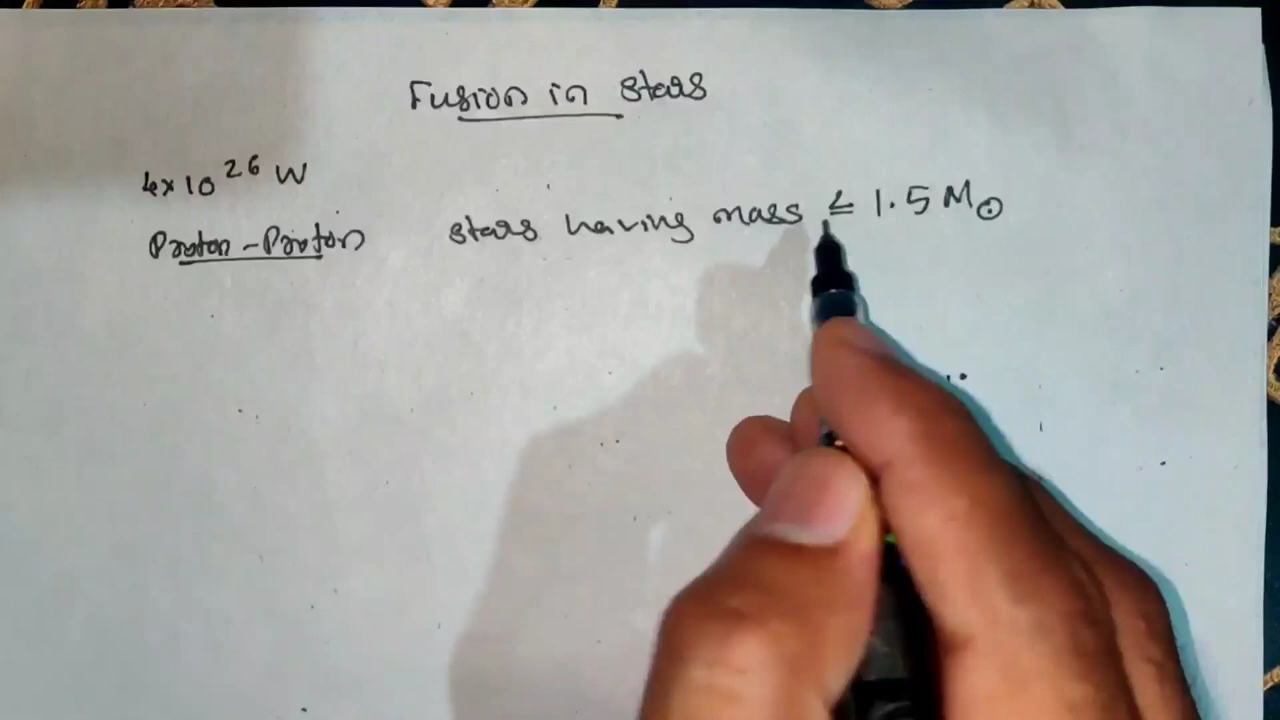 Fusion in stars
4×10²⁶ W
Proton-Proton stars having mass ≤ 1.5 M☉